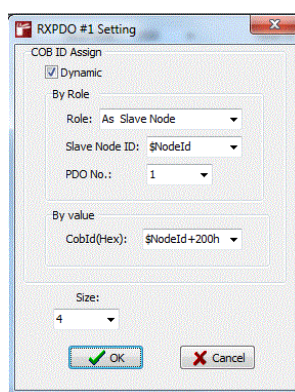 RXPDO #1 Setting
COB ID Assign
Dynamic
By Role
Role: As Slave Node
Slave Node ID: $NodeId
PDO No.: 1
By value
CobId(Hex): $NodeId+200h
Size:
4
OK Cancel